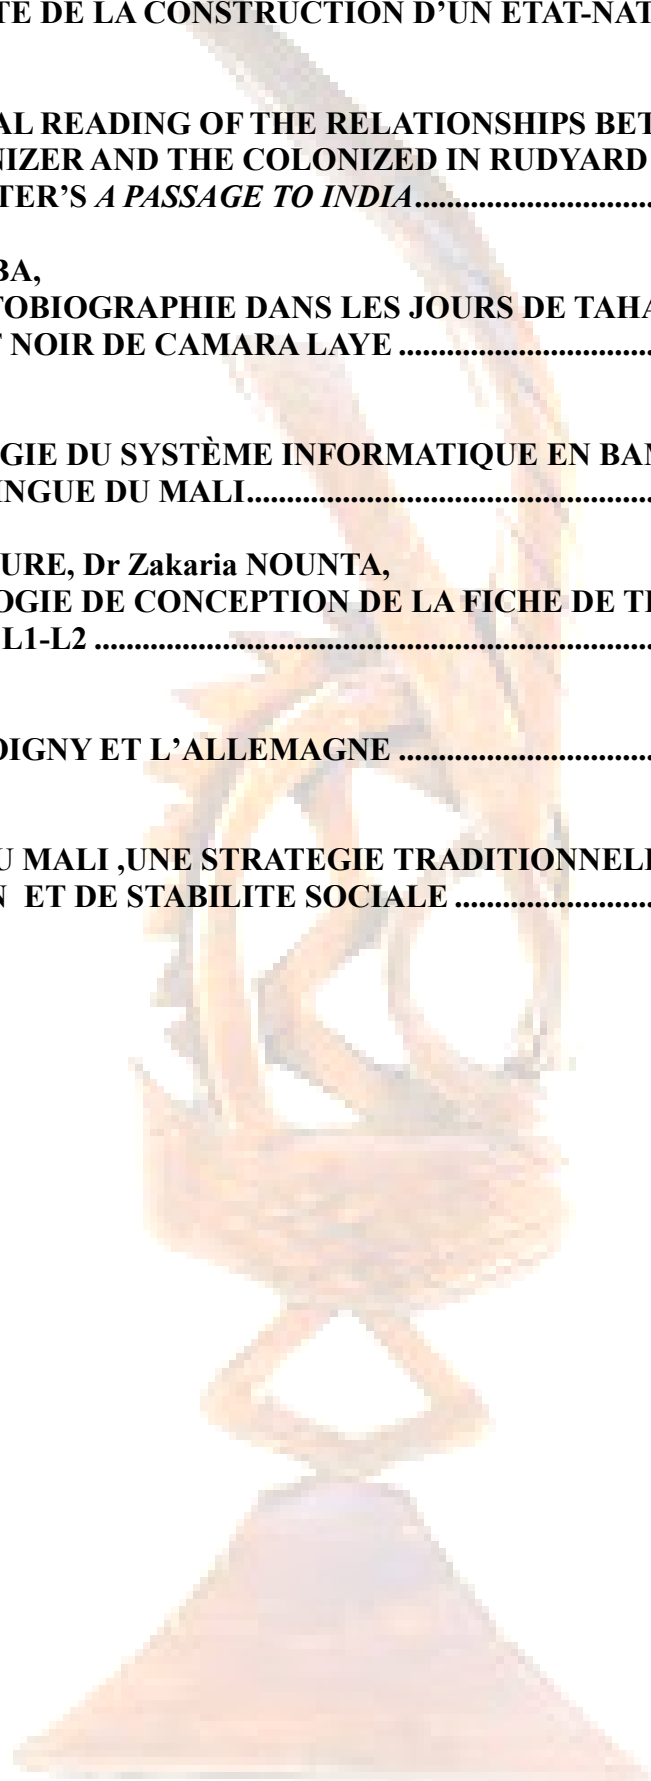 TE DE LA CONSTRUCTION D’UN ETAT-NAT
AL READING OF THE RELATIONSHIPS BET
NIZER AND THE COLONIZED IN RUDYARD
TER’S A PASSAGE TO INDIA..............................
BA,
TOBIOGRAPHIE DANS LES JOURS DE TAHA
NOIR DE CAMARA LAYE ................................
GIE DU SYSTÈME INFORMATIQUE EN BAM
INGUE DU MALI...................................................
URE, Dr Zakaria NOUNTA,
OGIE DE CONCEPTION DE LA FICHE DE TE
L1-L2 ......................................................................
DIGNY ET L’ALLEMAGNE ................................
U MALI ,UNE STRATEGIE TRADITIONNELL
N ET DE STABILITE SOCIALE .........................